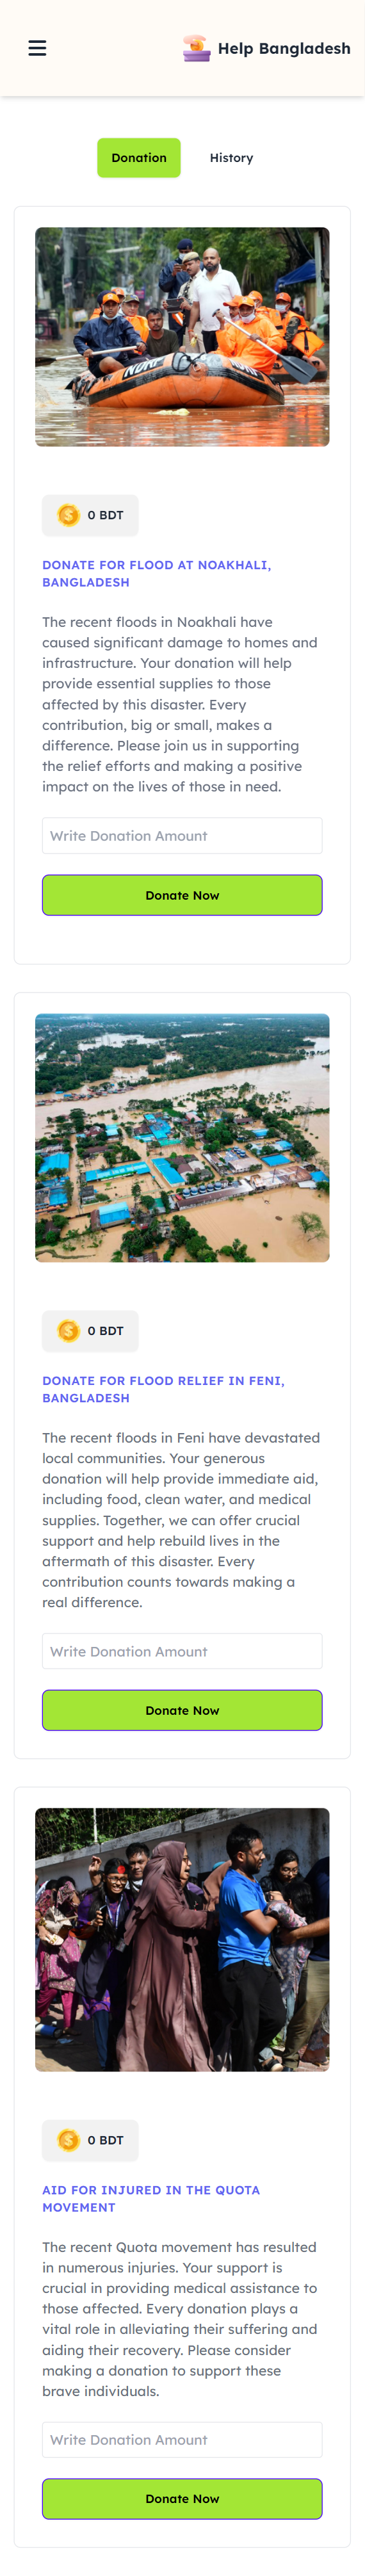 Help Bangladesh
Donation
History
0 BDT
DONATE FOR FLOOD AT NOAKHALI,
BANGLADESH
The recent floods in Noakhali have
caused significant damage to homes and
infrastructure. Your donation will help
provide essential supplies to those
affected by this disaster. Every
contribution, big or small, makes a
difference. Please join us in supporting
the relief efforts and making a positive
impact on the lives of those in need.
Write Donation Amount
Donate Now
0 BDT
DONATE FOR FLOOD RELIEF IN FENI,
BANGLADESH
The recent floods in Feni have devastated
local communities. Your generous
donation will help provide immediate aid,
including food, clean water, and medical
supplies. Together, we can offer crucial
support and help rebuild lives in the
aftermath of this disaster. Every
contribution counts towards making a
real difference.
Write Donation Amount
Donate Now
0 BDT
AID FOR INJURED IN THE QUOTA
MOVEMENT
The recent Quota movement has resulted
in numerous injuries. Your support is
crucial in providing medical assistance to
those affected. Every donation plays a
vital role in alleviating their suffering and
aiding their recovery. Please consider
making a donation to support these
brave individuals.
Write Donation Amount
Donate Now